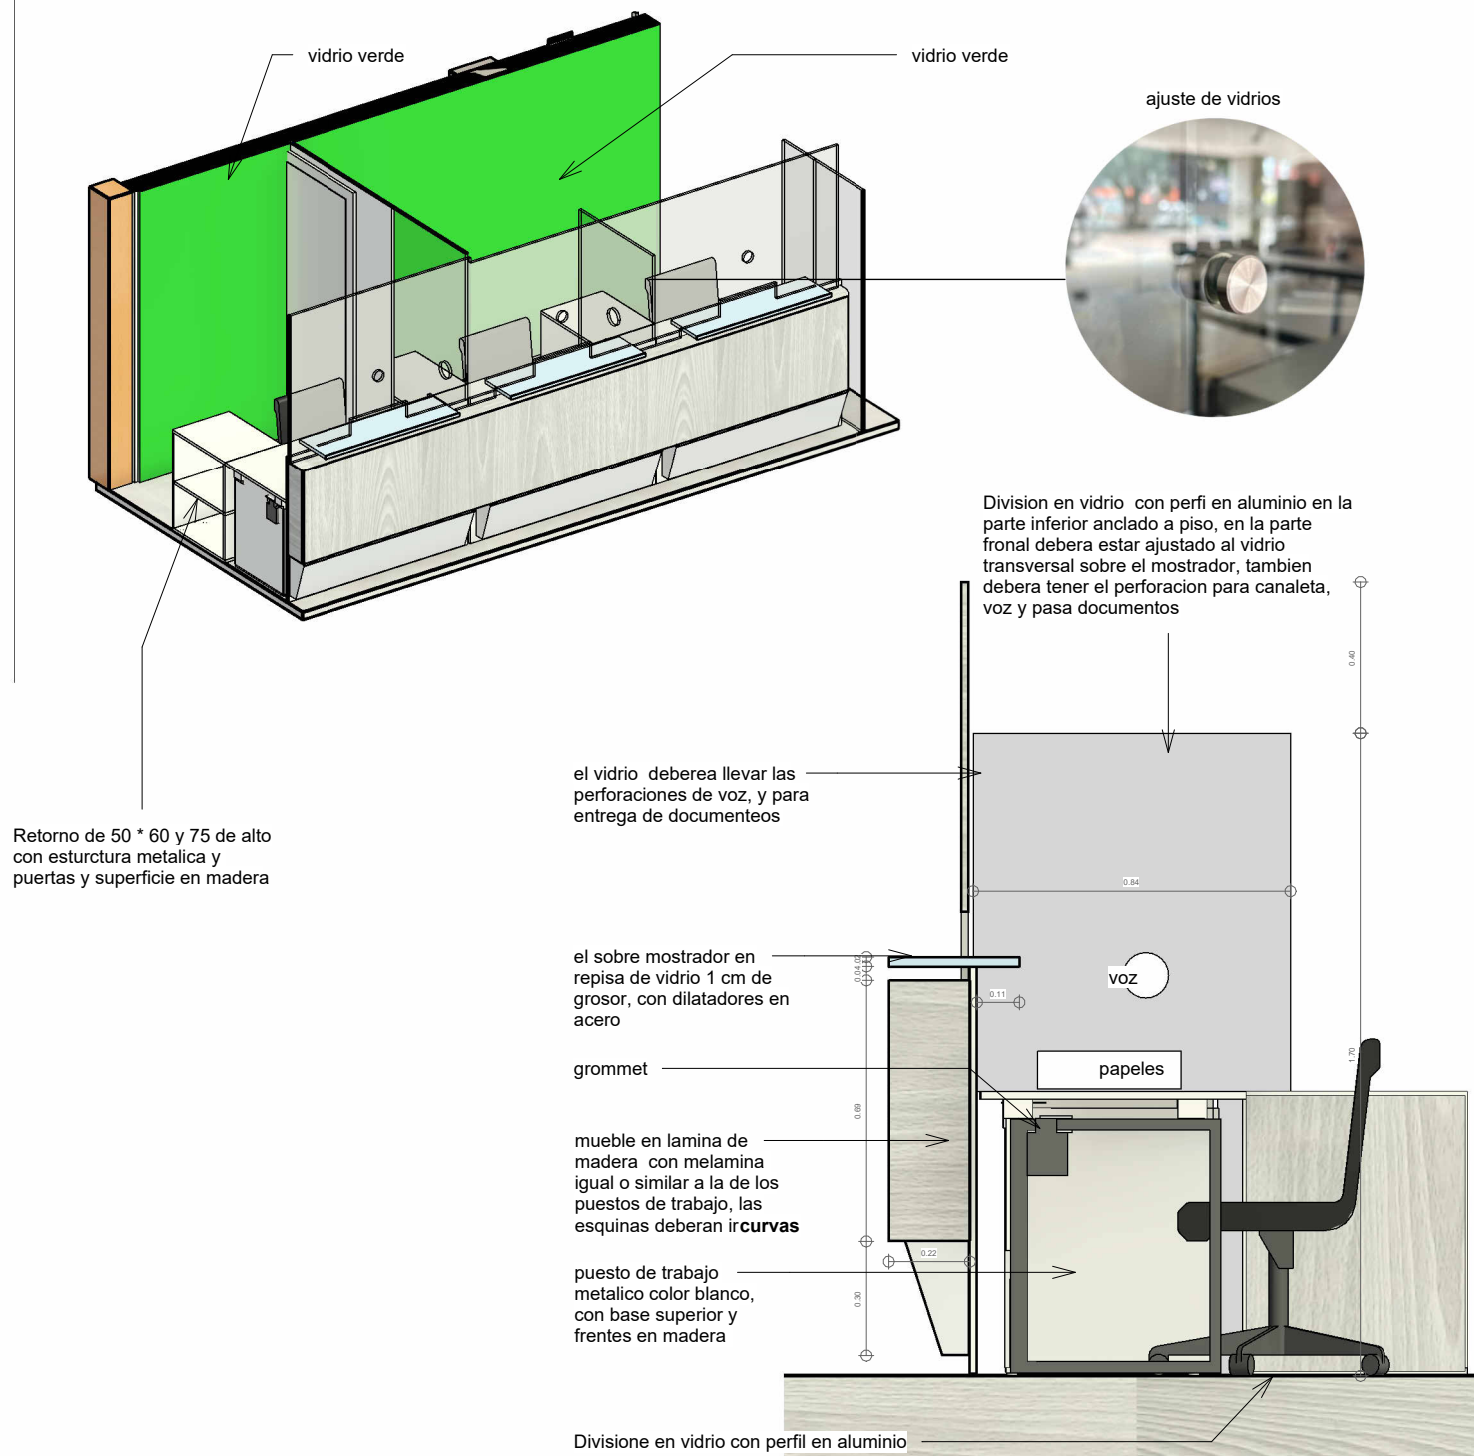 vidrio verde
vidrio verde
ajuste de vidrios
Division en vidrio  con perfi en aluminio en la
parte inferior anclado a piso, en la parte
fronal debera estar ajustado al vidrio
transversal sobre el mostrador, tambien
debera tener el perforacion para canaleta,
voz y pasa documentos
0.40
el vidrio  deberea llevar las
perforaciones de voz, y para
entrega de documenteos
Retorno de 50 * 60 y 75 de alto
con esturctura metalica y
puertas y superficie en madera
0.84
el sobre mostrador en
repisa de vidrio 1 cm de
grosor, con dilatadores en
acero
voz
0.11
grommet
papeles
1.70
0.69
mueble en lamina de
madera  con melamina
igual o similar a la de los
puestos de trabajo, las
esquinas deberan ircurvas
0.22
puesto de trabajo
metalico color blanco,
con base superior y
frentes en madera
0.30
Divisione en vidrio con perfil en aluminio